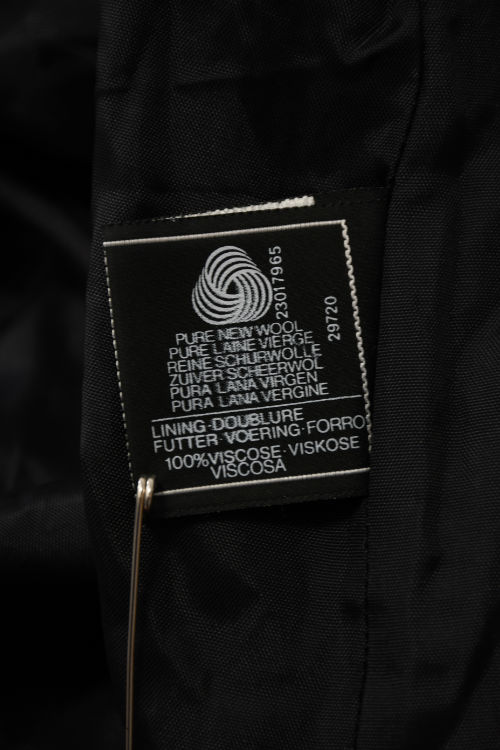 23017965
29720
PURE NEW WOOL
PURE LAINE VIERGE
REINE SCHURWOLLE
ZUIVER SCHEERWOL
PURA LANA VIRGEN
PURA LANA VERGINE
LINING·DOUBLURE
FUTTER·VOERING·FORRO
100%VISCOSE·VISKOSE
VISCOSA